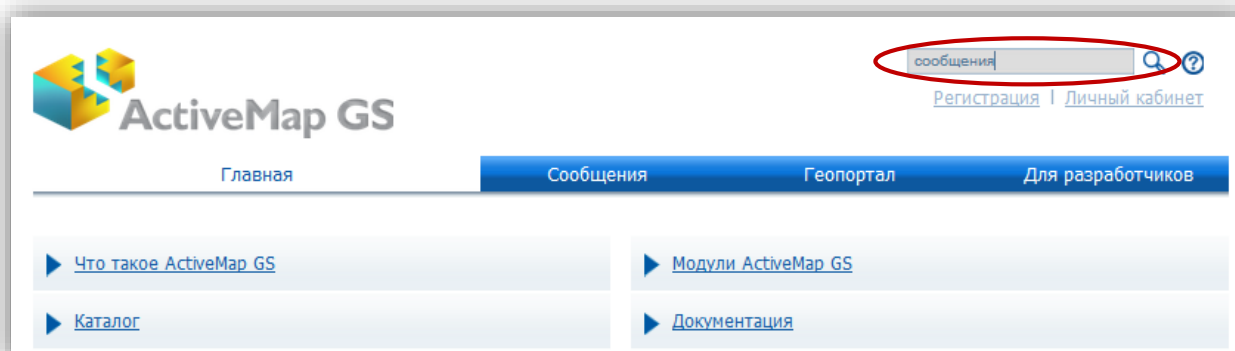 сообщения
ActiveMap GS
Регистрация | Личный кабинет
Главная Сообщения Геопортал Для разработчиков
Что такое ActiveMap GS Модули ActiveMap GS
Каталог Документация